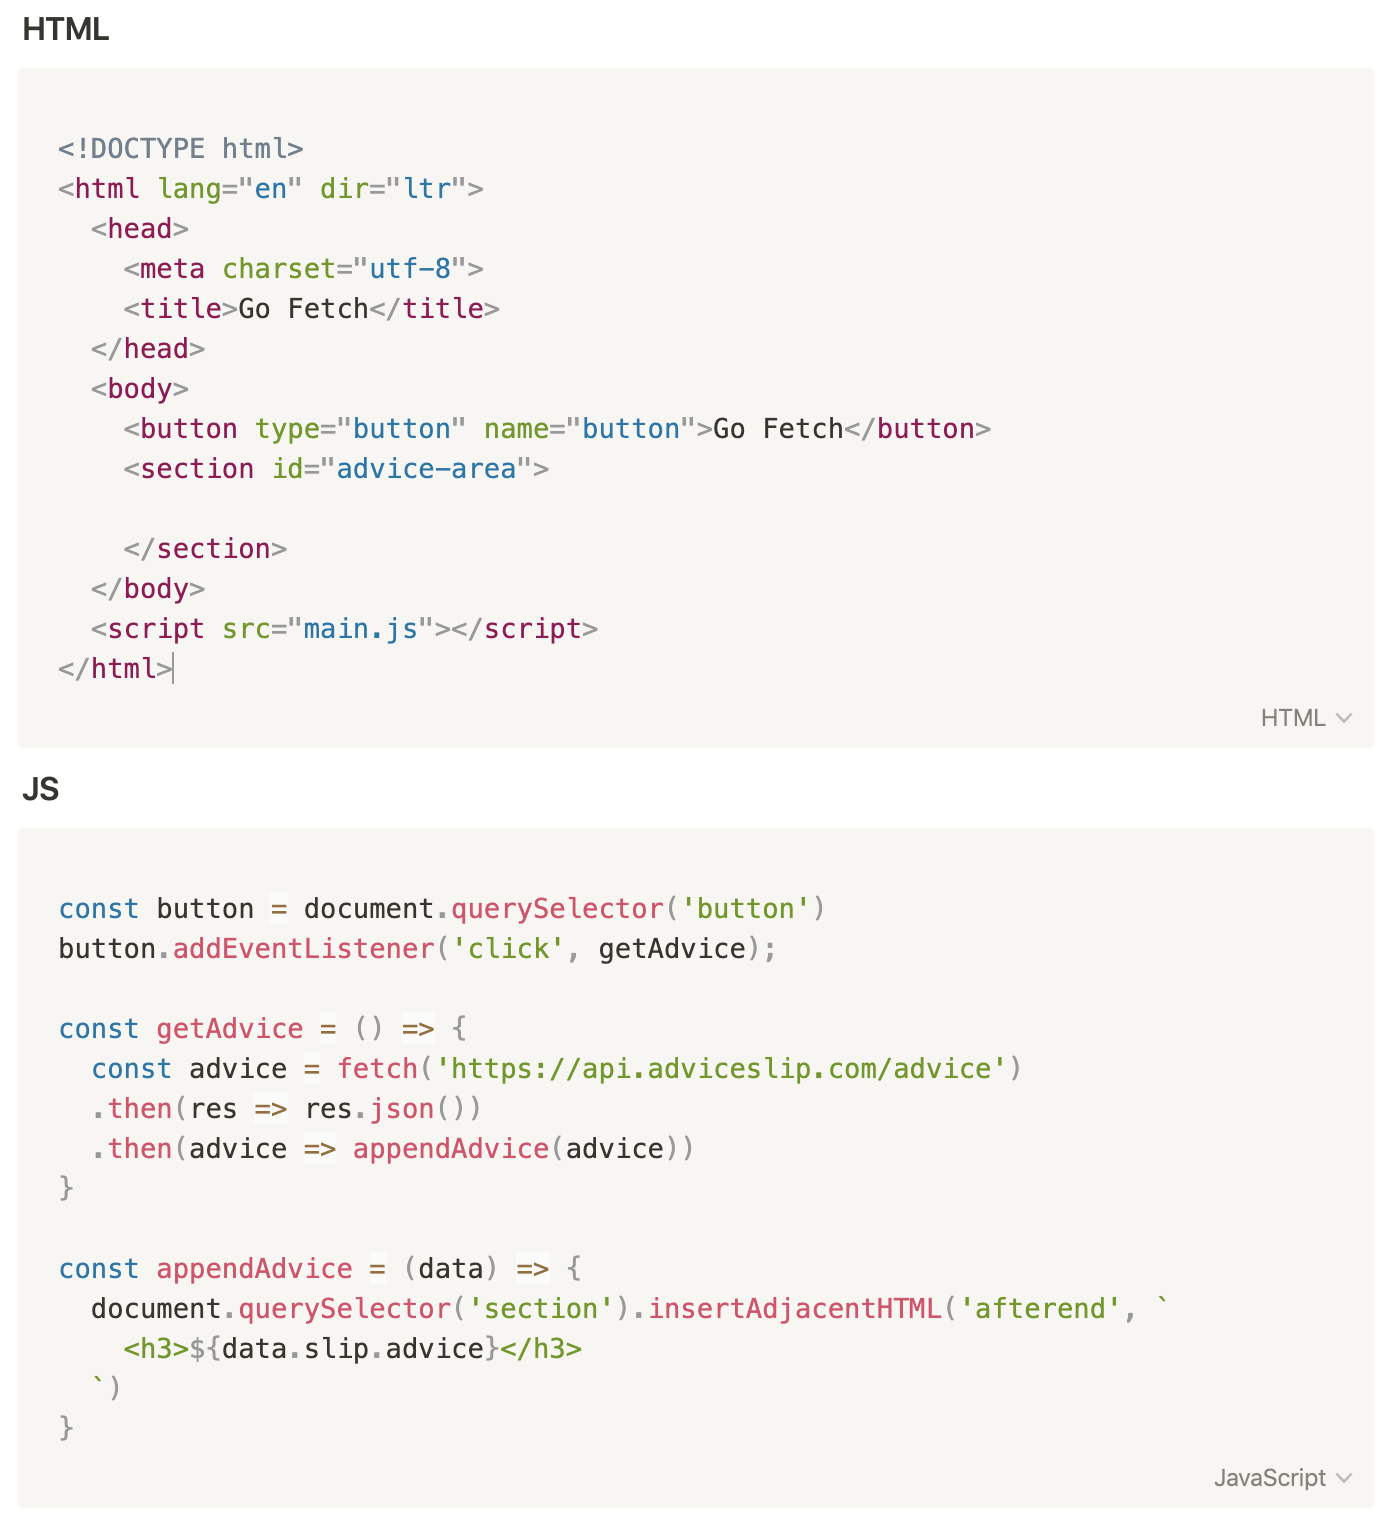 HTML
<!DOCTYPE html>
<html lang="en" dir="ltr">
  <head>
    <meta charset="utf-8">
    <title>Go Fetch</title>
  </head>
  <body>
    <button type="button" name="button">Go Fetch</button>
    <section id="advice-area">

    </section>
  </body>
  <script src="main.js"></script>
</html>
HTML
JS
const button = document.querySelector('button')
button.addEventListener('click', getAdvice);

const getAdvice = () => {
  const advice = fetch('https://api.adviceslip.com/advice')
  .then(res => res.json())
  .then(advice => appendAdvice(advice))
}

const appendAdvice = (data) => {
  document.querySelector('section').insertAdjacentHTML('afterend', `
    <h3>${data.slip.advice}</h3>
  `)
}
JavaScript